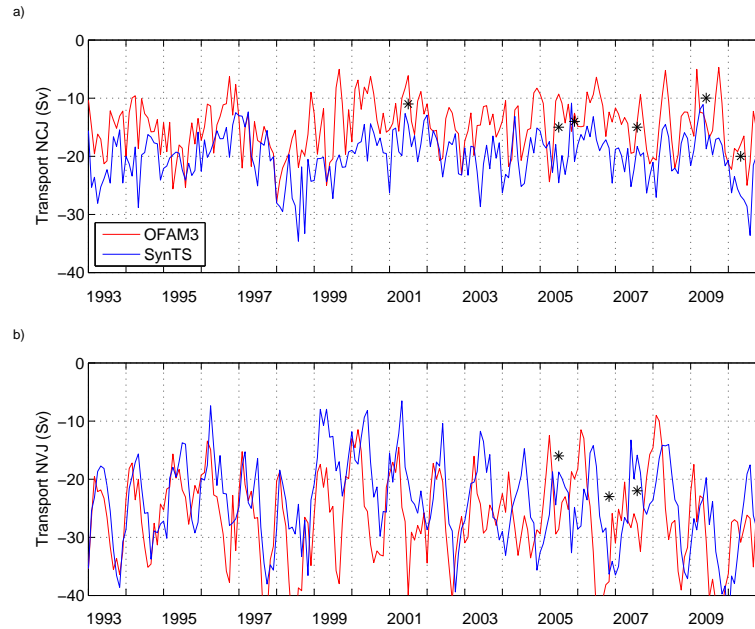 a)
0
−10
−20
−30
−40
Transport NCJ (Sv)
OFAM3
SynTS
1993 1995 1997 1999 2001 2003 2005 2007 2009
b)
0
−10
−20
−30
−40
Transport NVJ (Sv)
1993 1995 1997 1999 2001 2003 2005 2007 2009